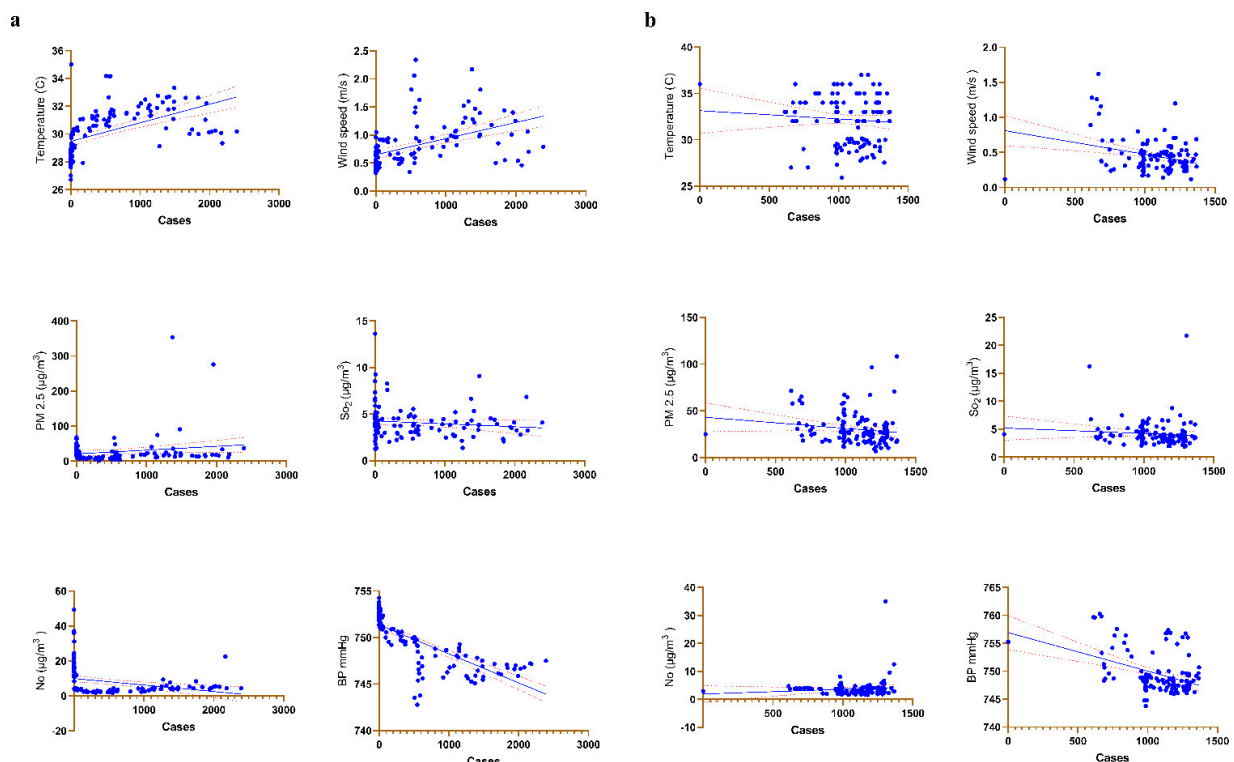 a
Temperature (C)
36
34
32
30
28
26
0 1000 2000 3000
Cases
Wind speed (m/s)
2.5
2.0
1.5
1.0
0.5
0.0
0 1000 2000 3000
Cases
PM 2.5 (µg/m³)
400
300
200
100
0
0 1000 2000 3000
Cases
So₂ (µg/m³)
15
10
5
0
0 1000 2000 3000
Cases
No (µg/m³ )
60
40
20
0
-20
1000 2000 3000
Cases
BP mmHg
755
750
745
740
0 1000 2000 3000
Cases
b
Temperature (C)
40
35
30
25
0 500 1000 1500
Cases
Wind speed (m/s)
2.0
1.5
1.0
0.5
0.0
0 500 1000 1500
Cases
PM 2.5 (µg/m³)
150
100
50
0
0 500 1000 1500
Cases
So₂ (µg/m³)
25
20
15
10
5
0
0 500 1000 1500
Cases
No (µg/m³ )
40
30
20
10
0
-10
500 1000 1500
Cases
BP mmHg
765
760
755
750
745
740
0 500 1000 1500
Cases